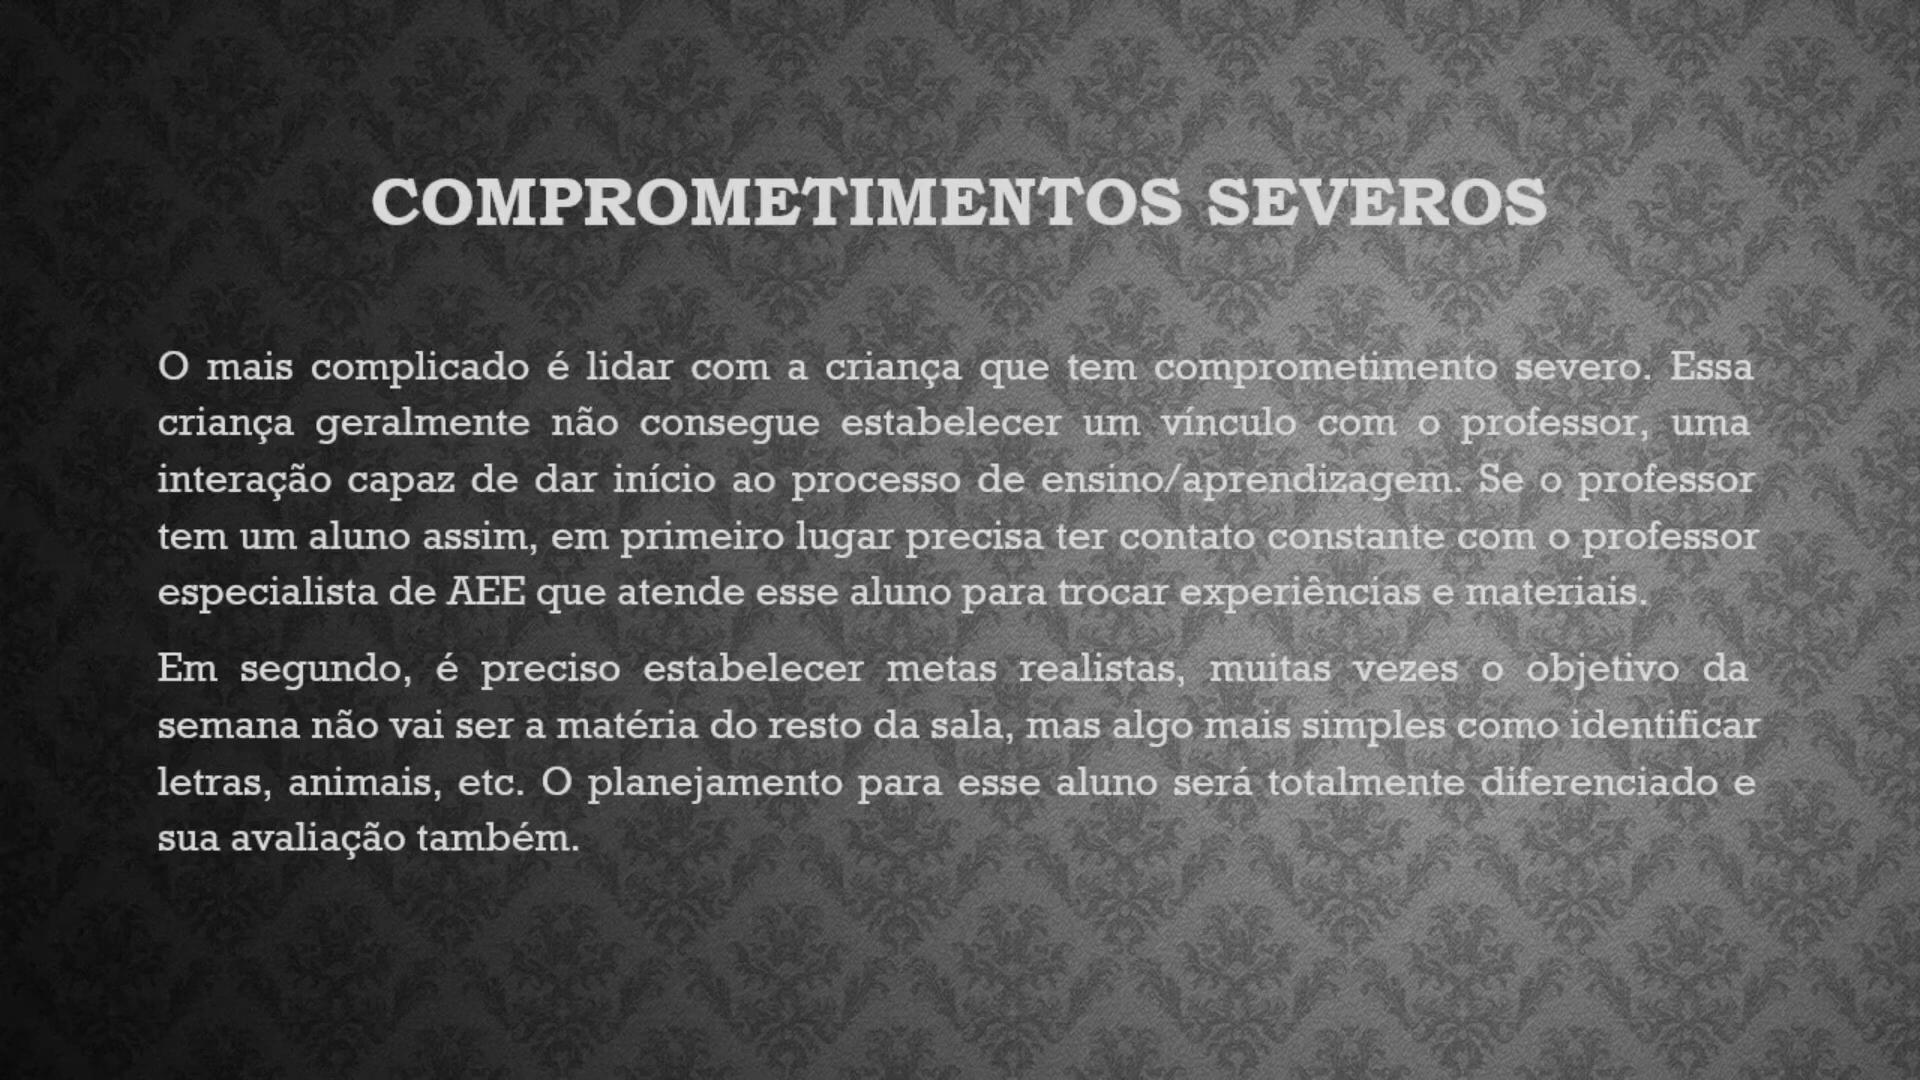 COMPROMETIMENTOS SEVEROS
O mais complicado é lidar com a criança que tem comprometimento severo. Essa
criança geralmente não consegue estabelecer um vínculo com o professor, uma
interação capaz de dar início ao processo de ensino/aprendizagem. Se o professor
tem um aluno assim, em primeiro lugar precisa ter contato constante com o professor
especialista de AEE que atende esse aluno para trocar experiências e materiais.
Em segundo, é preciso estabelecer metas realistas, muitas vezes o objetivo da
semana não vai ser a matéria do resto da sala, mas algo mais simples como identificar
letras, animais, etc. O planejamento para esse aluno será totalmente diferenciado e
sua avaliação também.